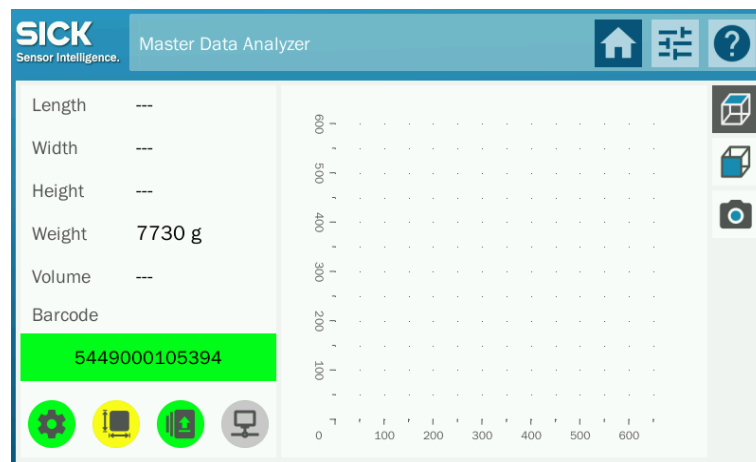 SICK
Sensor Intelligence.
Master Data Analyzer
?
Length ---
Width ---
Height ---
Weight 7730 g
Volume ---
Barcode
5449000105394
600
500
400
300
200
100
0 100 200 300 400 500 600